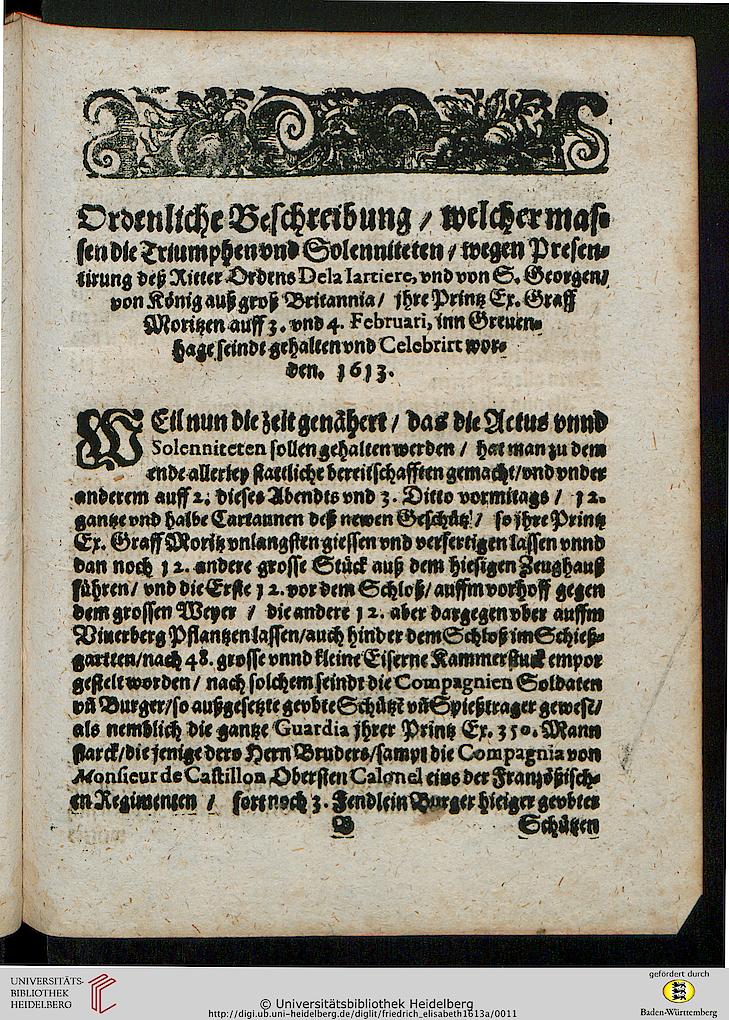 Ordenliche Beschreibung / welcher mas-
sen die Triumphen vnd Solenniteten / wegen Presen-
tirung deß Ritter Ordens Dela Iartiere, vnd von S. Georgen /
von König auß groß Britannia / jhre Printz Ex. Graff
Moritzen auff 3. vnd 4. Februari, inn Greuen-
hage seindt gehalten vnd Celebrirt wor-
den. 1613.
WEil nun die zeit genähert / das die Actus vnnd
Solenniteten sollen gehalten werden / hat man zu dem
ende allerley stattliche bereitschafften gemacht / vnd vnder
anderem auff 2. dieses Abendts vnd 3. Ditto vormitags / 12.
gantze vnd halbe Cartaunen deß newen Geschütz / so jhre Printz
Ex. Graff Moritz vnlangsten giessen vnd verfertigen lassen vnnd
dan noch 12. andere grosse Stück auß dem hiesigen Zeughauß
führen / vnd die Erste 12. vor dem Schloß / auffm vorhoff gegen
dem grossen Weyer / die andere 12. aber dargegen vber auffm
Viuerberg Pflantzen lassen / auch hinder dem Schloß im Schieß-
gartten / nach 48. grosse vnnd kleine Eiserne Kammerstuck empor
gestelt worden / nach solchem seindt die Compagnien Soldaten
vn̄ Burger / so außgesetzte gevbte Schützē vn̄ Spießtrager gewest /
als nemblich die gantze Guardia jhrer Printz Ex. 350. Mann
starck / die jenige dero Hern Bruders / sampt die Compagnia von
Monsieur de Castillon Obersten Calonel eins der Französisch-
en Regimenten / fort noch 3. Fendlein Burger hieiger gevbter
B Schützen
UNIVERSITÄTS-
BIBLIOTHEK
HEIDELBERG
© Universitätsbibliothek Heidelberg
http://digi.ub.uni-heidelberg.de/diglit/friedrich_elisabeth1613a/0011
gefördert durch
Baden-Württemberg